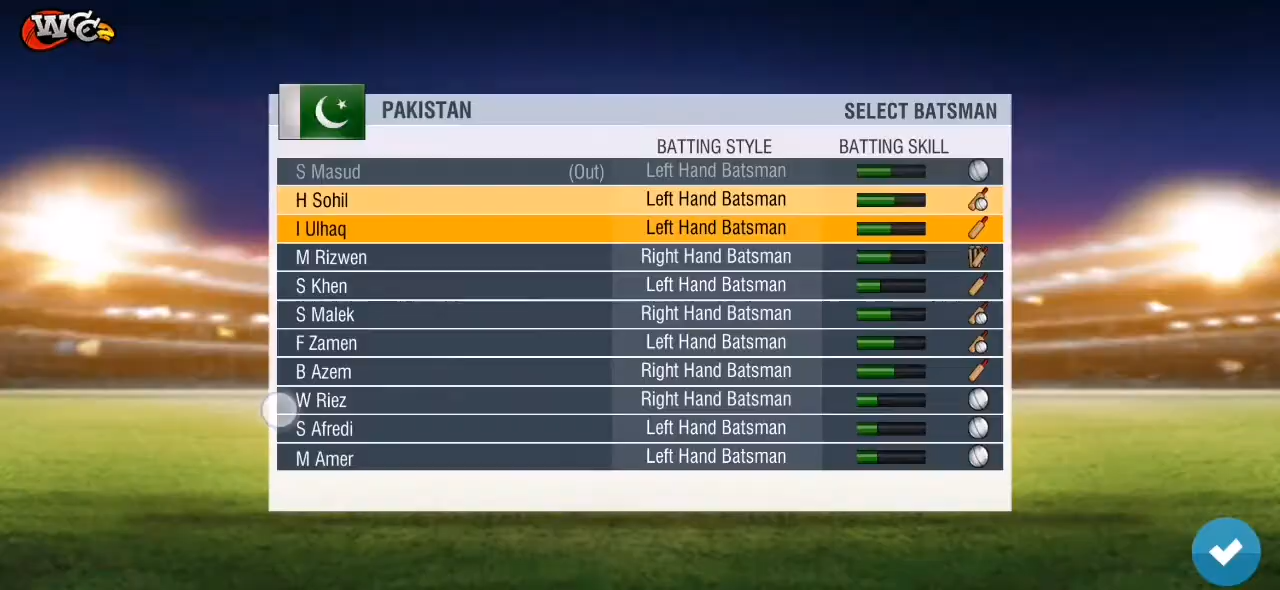 WCC
PAKISTAN SELECT BATSMAN
BATTING STYLE BATTING SKILL
S Masud (Out) Left Hand Batsman
H Sohil Left Hand Batsman
I Ulhaq Left Hand Batsman
M Rizwen Right Hand Batsman
S Khen Left Hand Batsman
S Malek Right Hand Batsman
F Zamen Left Hand Batsman
B Azem Right Hand Batsman
W Riez Right Hand Batsman
S Afredi Left Hand Batsman
M Amer Left Hand Batsman